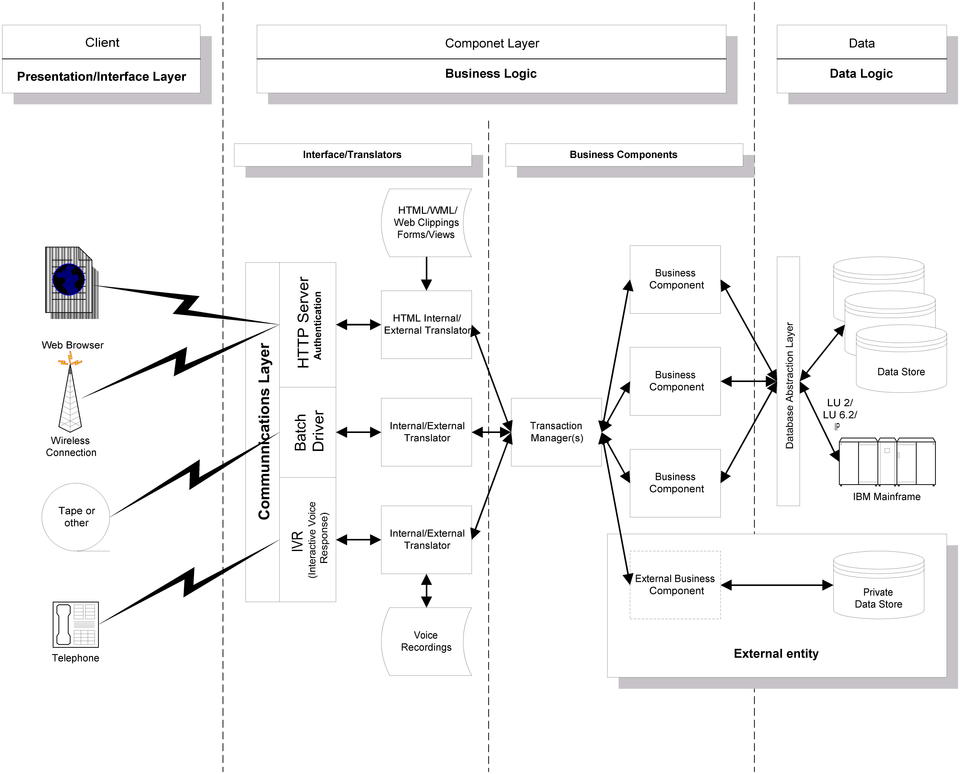 Client
Presentation/Interface Layer
Componet Layer
Business Logic
Data
Data Logic
Interface/Translators
Business Components
HTML/WML/
Web Clippings
Forms/Views
Web Browser
Wireless
Connection
Tape or
other
Telephone
Communnications Layer
HTTP Server
Authentication
Batch
Driver
IVR
(Interactive Voice
Response)
HTML Internal/
External Translator
Internal/External
Translator
Internal/External
Translator
Voice
Recordings
Transaction
Manager(s)
Business
Component
Business
Component
Business
Component
External Business
Component
External entity
Database Abstraction Layer
Data Store
LU 2/
LU 6.2/
IP
IBM Mainframe
Private
Data Store